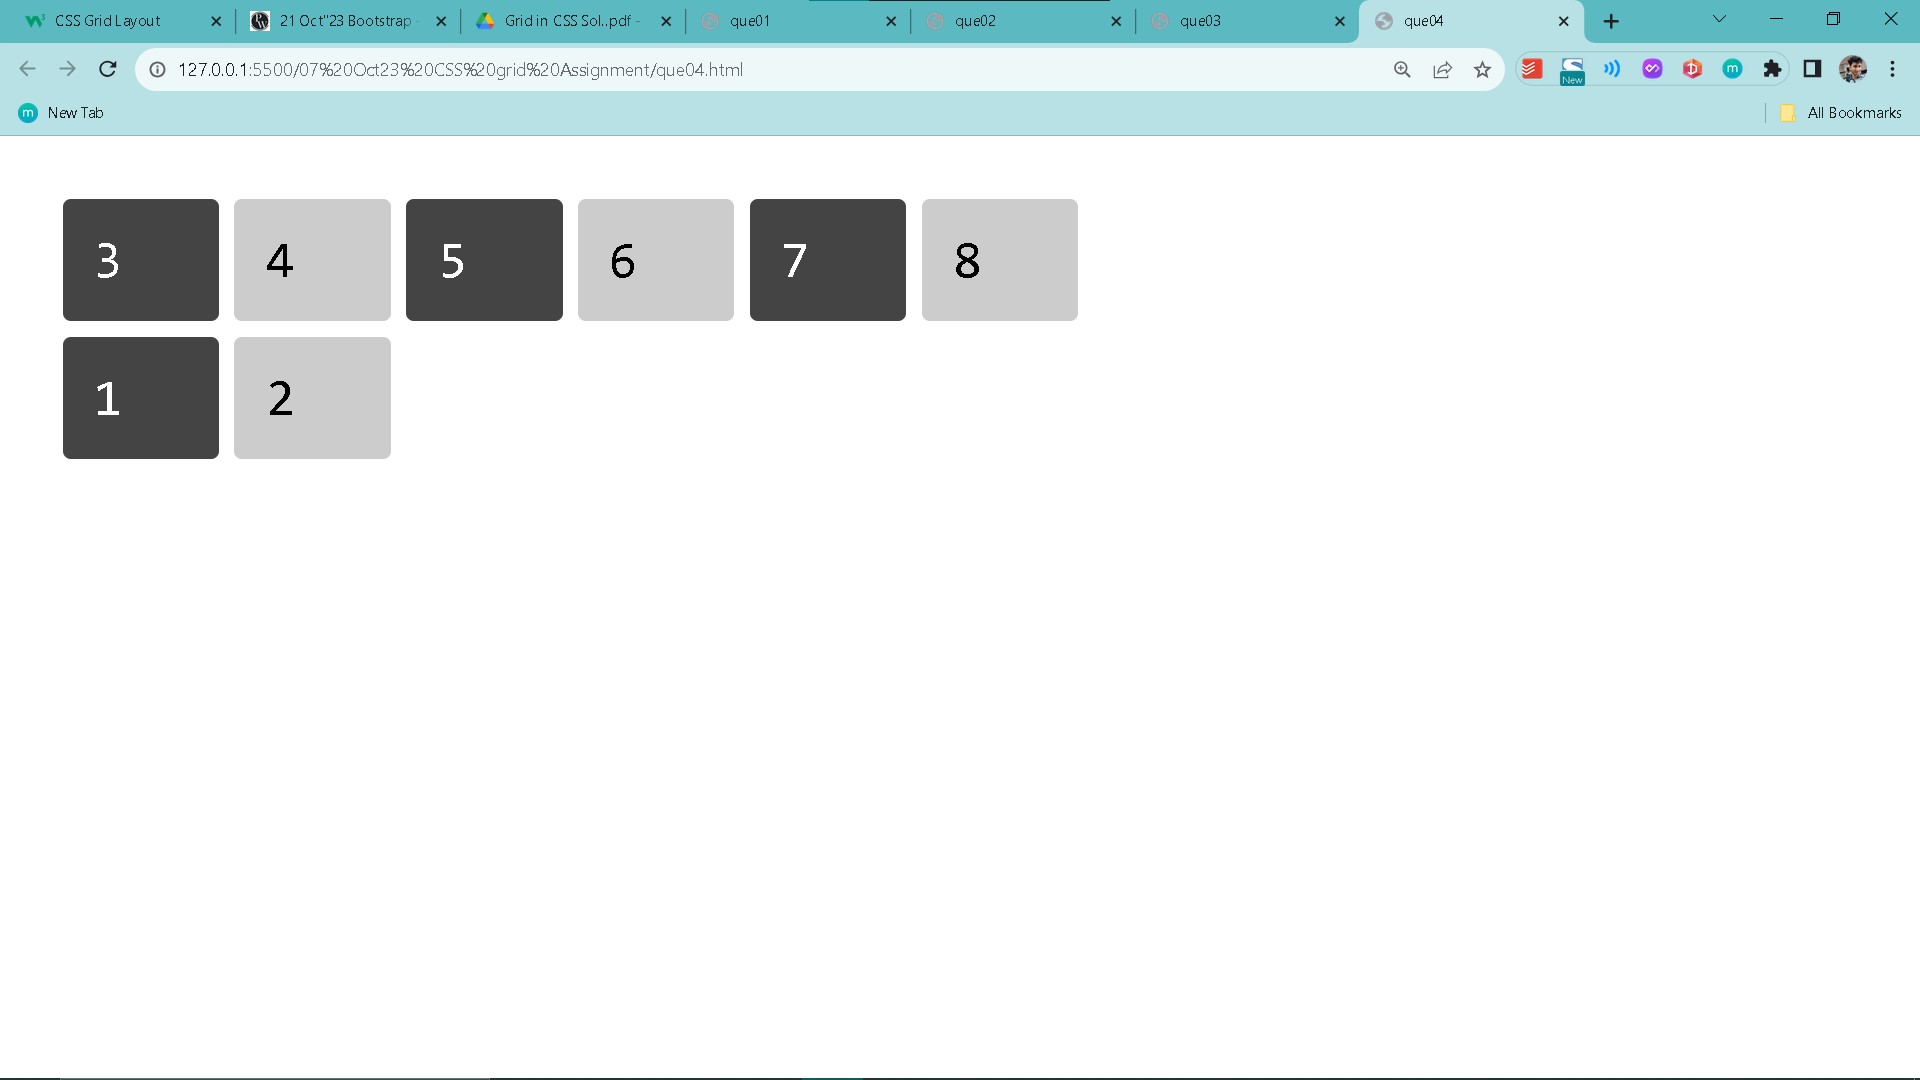 CSS Grid Layout
21 Oct"23 Bootstrap
Grid in CSS Sol..pdf -
que01
que02
que03
que04
127.0.0.1:5500/07%20Oct23%20CSS%20grid%20Assignment/que04.html
New
m
m New Tab
All Bookmarks
3 4 5 6 7 8
1 2